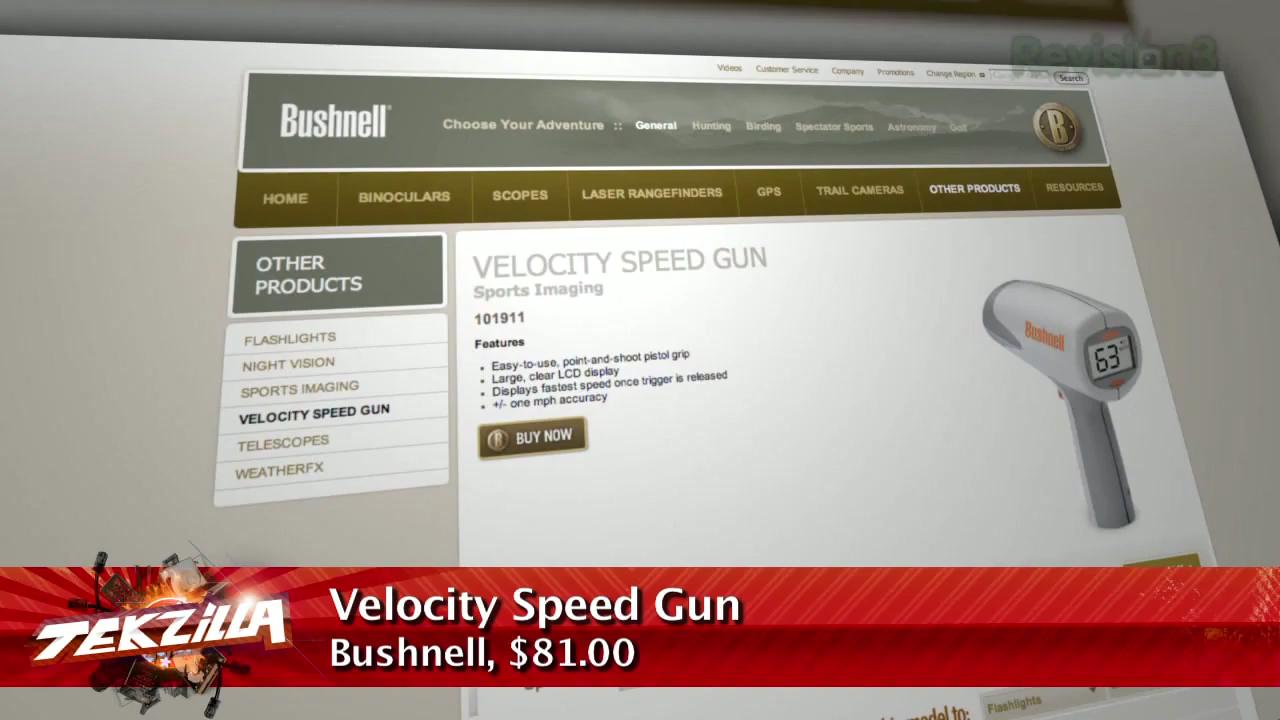 Revision3
Videos Customer Service Company Promotions Change Region Search
Bushnell
Choose Your Adventure :: General Hunting Birding Spectator Sports Astronomy Golf
B
HOME BINOCULARS SCOPES LASER RANGEFINDERS GPS TRAIL CAMERAS OTHER PRODUCTS RESOURCES
OTHER
PRODUCTS
FLASHLIGHTS
NIGHT VISION
SPORTS IMAGING
VELOCITY SPEED GUN
TELESCOPES
WEATHERFX
VELOCITY SPEED GUN
Sports Imaging
101911
Features
• Easy-to-use, point-and-shoot pistol grip
• Large, clear LCD display
• Displays fastest speed once trigger is released
• +/- one mph accuracy
B BUY NOW
Bushnell
63
TEKZILLA
Velocity Speed Gun
Bushnell, $81.00
model to:
Flashlights